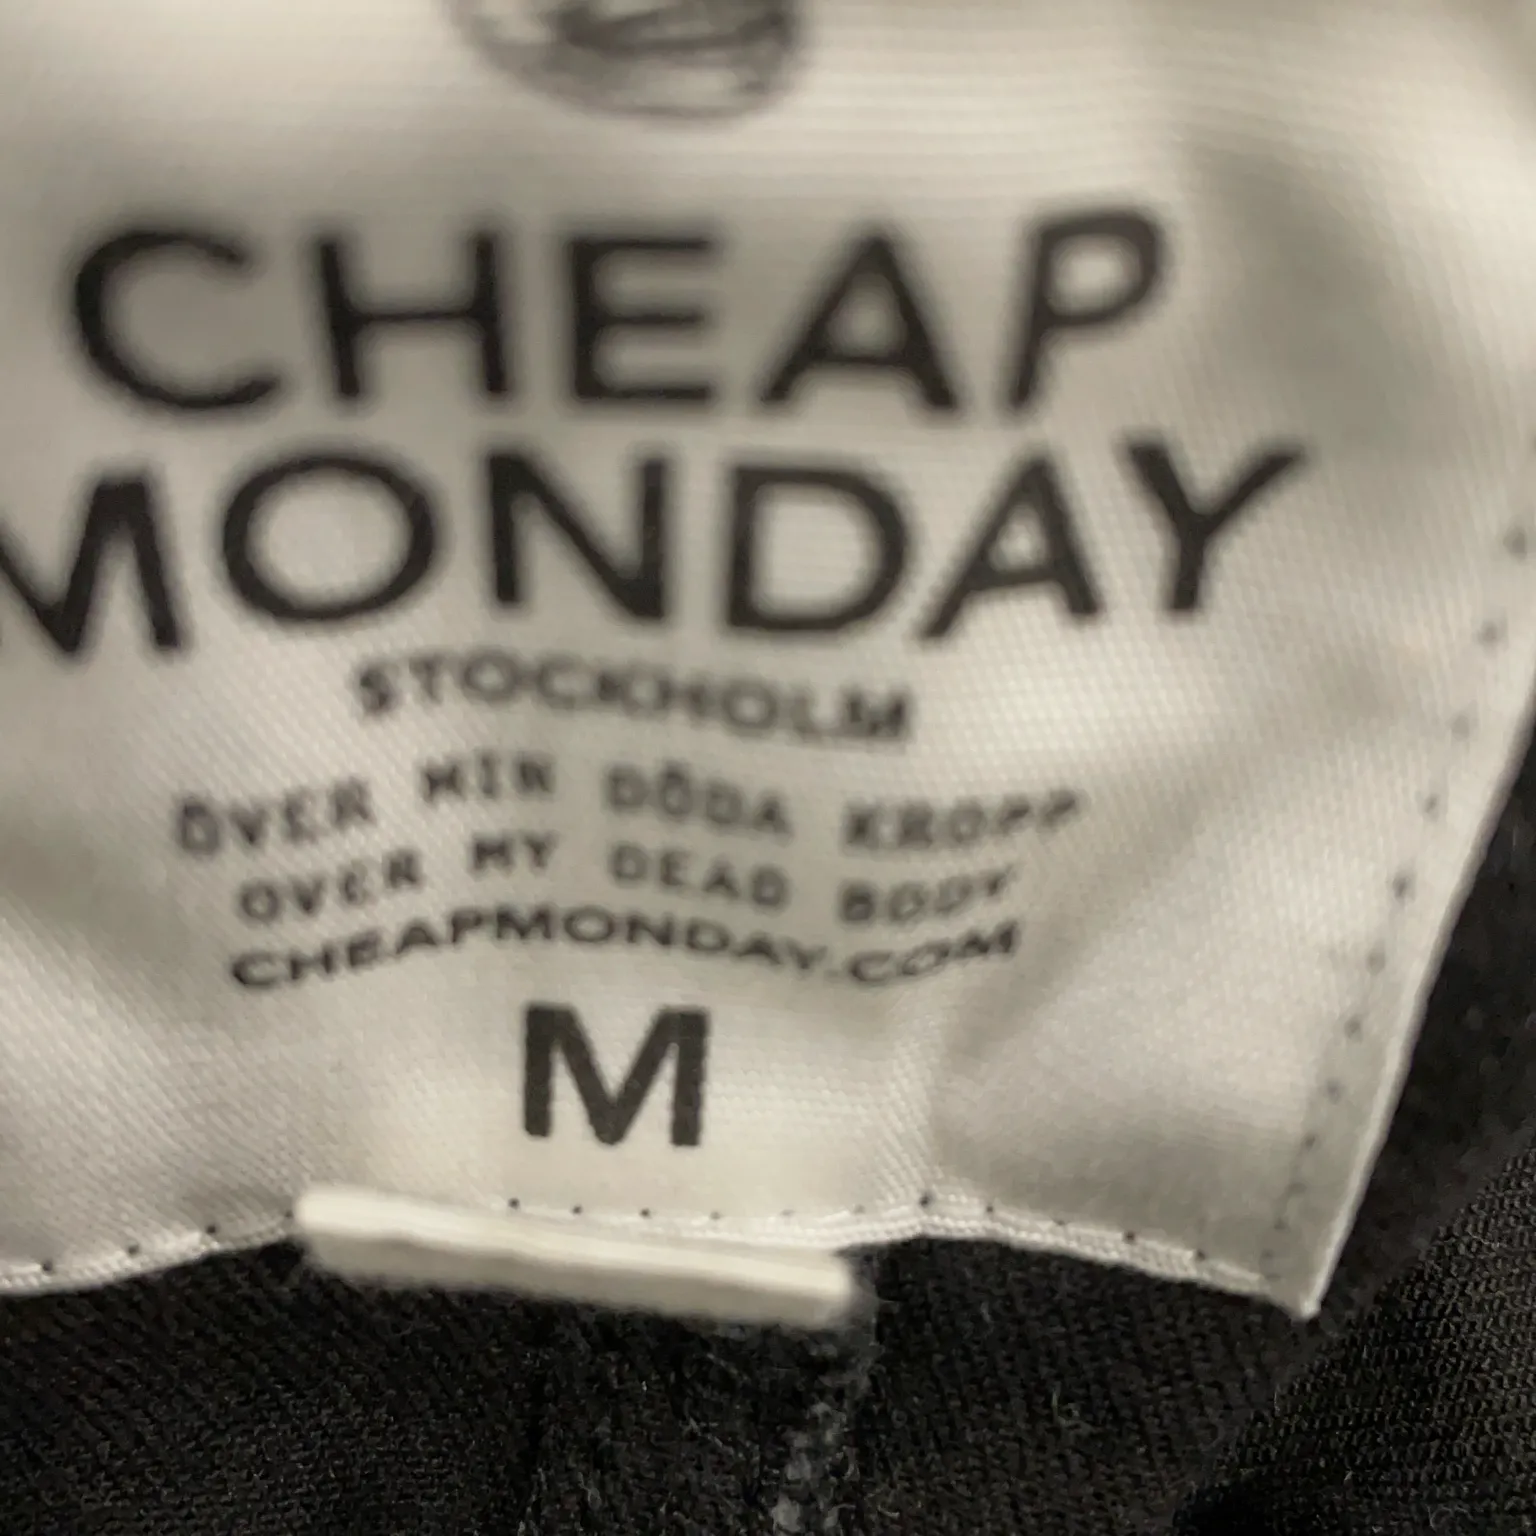 CHEAP
MONDAY
STOCKHOLM
ÖVER MIN DÖDA KROPP
OVER MY DEAD BODY
CHEAPMONDAY.COM
M